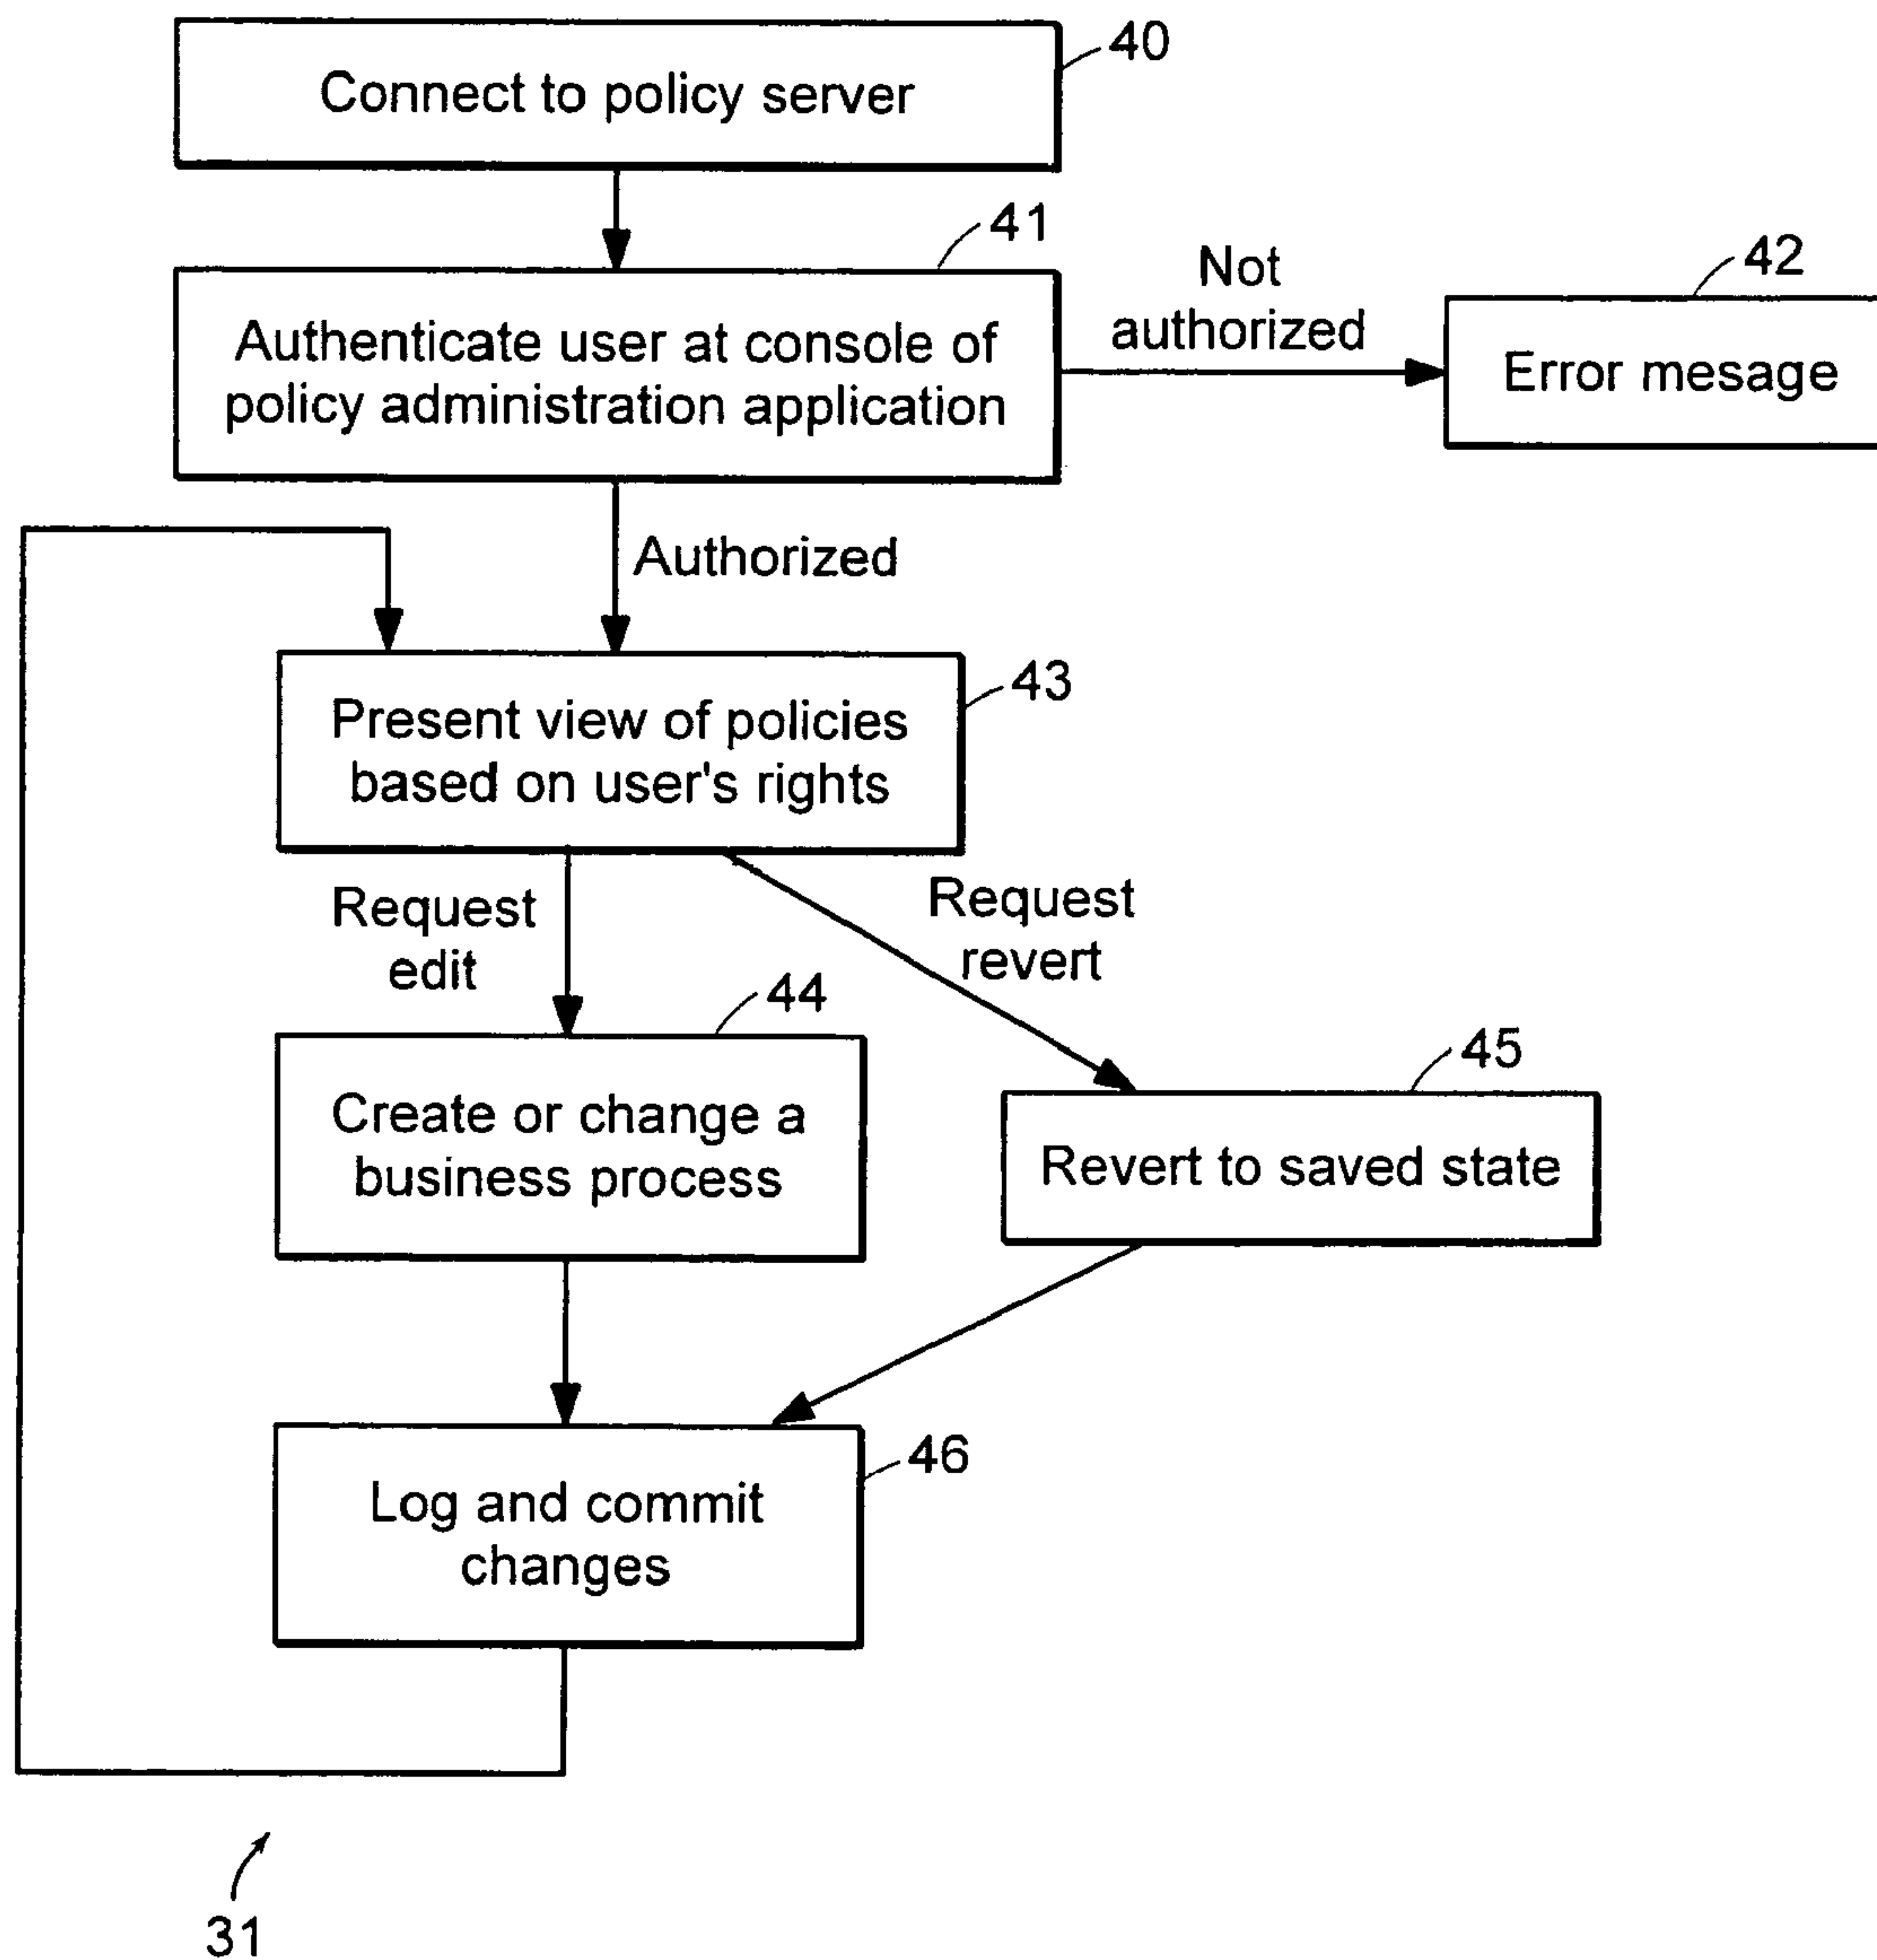 40
Connect to policy server
41
Authenticate user at console of
policy administration application
Not
authorized
42
Error mesage
Authorized
43
Present view of policies
based on user's rights
Request
edit
Request
revert
44
Create or change a
business process
45
Revert to saved state
46
Log and commit
changes
31